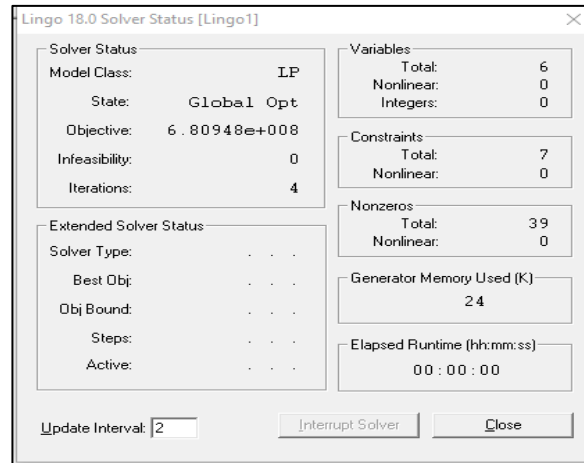 Lingo 18.0 Solver Status [Lingo1]
Solver Status
Model Class: LP
State: Global Opt
Objective: 6.80948e+008
Infeasibility: 0
Iterations: 4
Extended Solver Status
Solver Type: . . .
Best Obj: . . .
Obj Bound: . . .
Steps: . . .
Active: . . .
Update Interval: 2
Variables
Total: 6
Nonlinear: 0
Integers: 0
Constraints
Total: 7
Nonlinear: 0
Nonzeros
Total: 39
Nonlinear: 0
Generator Memory Used (K)
24
Elapsed Runtime (hh:mm:ss)
00:00:00
Interrupt Solver
Close